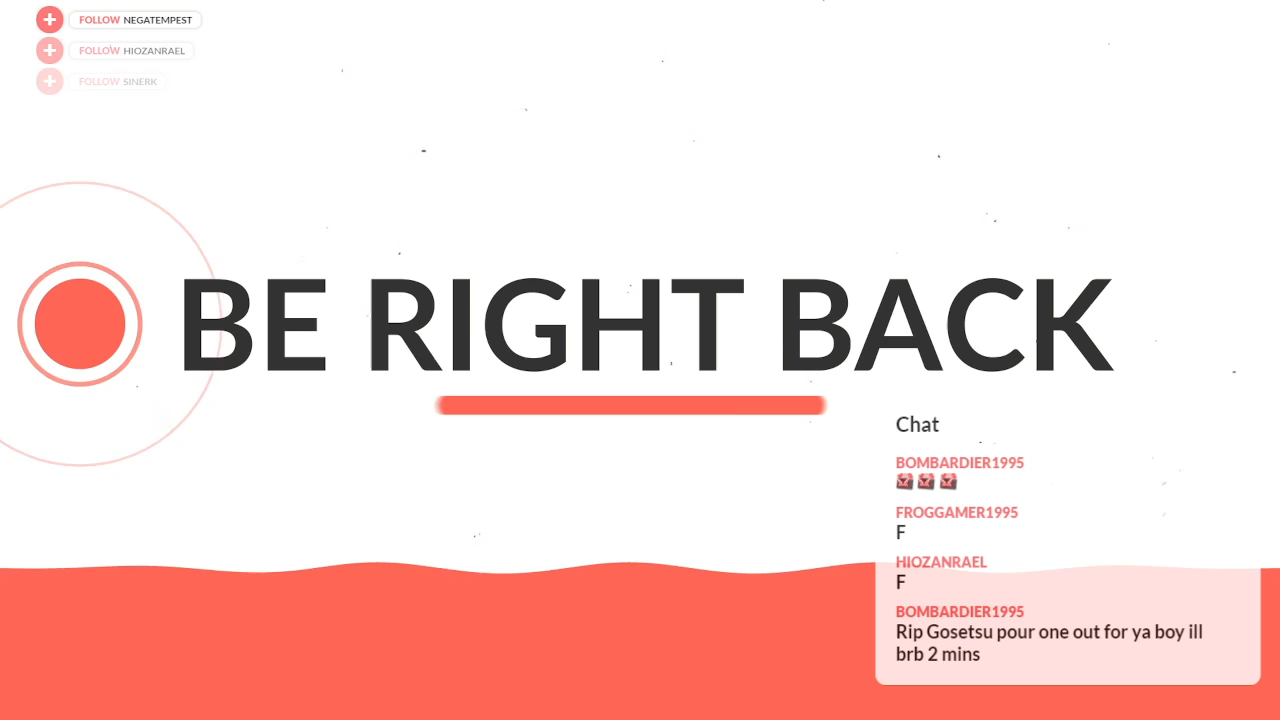 FOLLOW NEGATEMPEST
FOLLOW HIOZANRAEL
FOLLOW SINERK
BE RIGHT BACK
Chat
BOMBARDIER1995
FROGGAMER1995
F
HIOZANRAEL
F
BOMBARDIER1995
Rip Gosetsu pour one out for ya boy ill
brb 2 mins